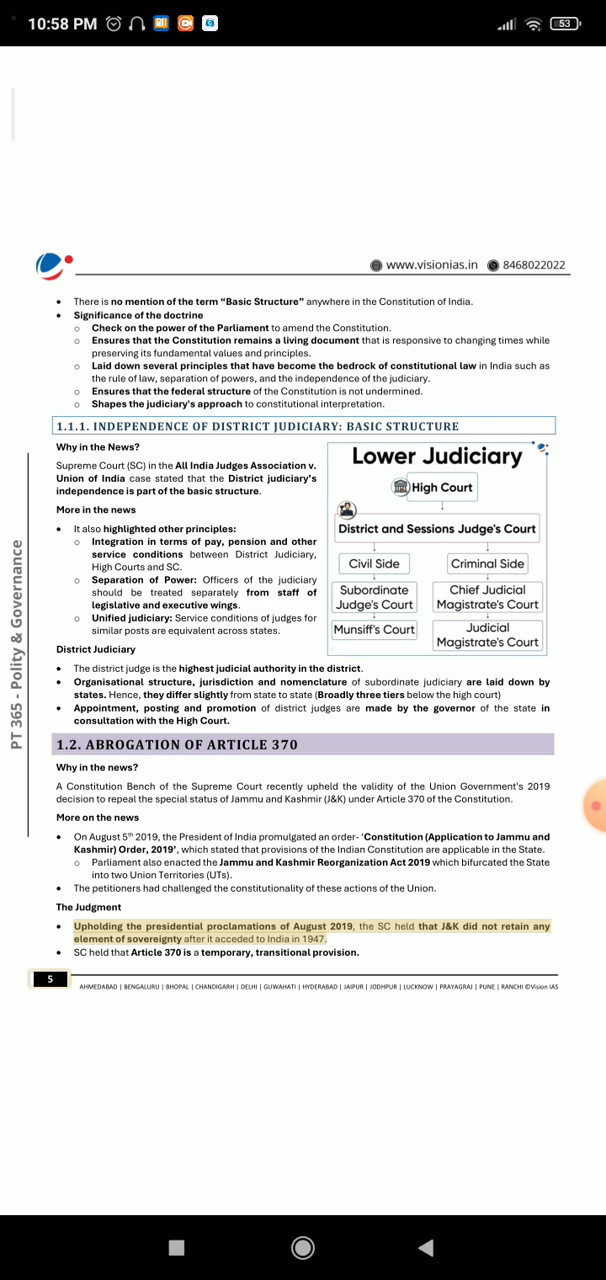 10:58 PM
53
www.visionias.in 8468022022
• There is no mention of the term “Basic Structure” anywhere in the Constitution of India.
• Significance of the doctrine
o Check on the power of the Parliament to amend the Constitution.
o Ensures that the Constitution remains a living document that is responsive to changing times while
preserving its fundamental values and principles.
o Laid down several principles that have become the bedrock of constitutional law in India such as
the rule of law, separation of powers, and the independence of the judiciary.
o Ensures that the federal structure of the Constitution is not undermined.
o Shapes the judiciary's approach to constitutional interpretation.
1.1.1. INDEPENDENCE OF DISTRICT JUDICIARY: BASIC STRUCTURE
Why in the News?
Supreme Court (SC) in the All India Judges Association v.
Union of India case stated that the District judiciary's
independence is part of the basic structure.
More in the news
• It also highlighted other principles:
o Integration in terms of pay, pension and other
service conditions between District Judiciary,
High Courts and SC.
o Separation of Power: Officers of the judiciary
should be treated separately from staff of
legislative and executive wings.
o Unified judiciary: Service conditions of judges for
similar posts are equivalent across states.
Lower Judiciary
High Court
District and Sessions Judge's Court
Civil Side
Criminal Side
Subordinate
Judge's Court
Chief Judicial
Magistrate's Court
Munsiff's Court
Judicial
Magistrate's Court
District Judiciary
• The district judge is the highest judicial authority in the district.
• Organisational structure, jurisdiction and nomenclature of subordinate judiciary are laid down by
states. Hence, they differ slightly from state to state (Broadly three tiers below the high court)
• Appointment, posting and promotion of district judges are made by the governor of the state in
consultation with the High Court.
1.2. ABROGATION OF ARTICLE 370
Why in the news?
A Constitution Bench of the Supreme Court recently upheld the validity of the Union Government's 2019
decision to repeal the special status of Jammu and Kashmir (J&K) under Article 370 of the Constitution.
More on the news
• On August 5th 2019, the President of India promulgated an order- ‘Constitution (Application to Jammu and
Kashmir) Order, 2019’, which stated that provisions of the Indian Constitution are applicable in the State.
o Parliament also enacted the Jammu and Kashmir Reorganization Act 2019 which bifurcated the State
into two Union Territories (UTs).
• The petitioners had challenged the constitutionality of these actions of the Union.
The Judgment
• Upholding the presidential proclamations of August 2019, the SC held that J&K did not retain any
element of sovereignty after it acceded to India in 1947.
• SC held that Article 370 is a temporary, transitional provision.
PT 365 - Polity & Governance
5
AHMEDABAD | BENGALURU | BHOPAL | CHANDIGARH | DELHI | GUWAHATI | HYDERABAD | JAIPUR | JODHPUR | LUCKNOW | PRAYAGRAJ | PUNE | RANCHI ©Vision IAS